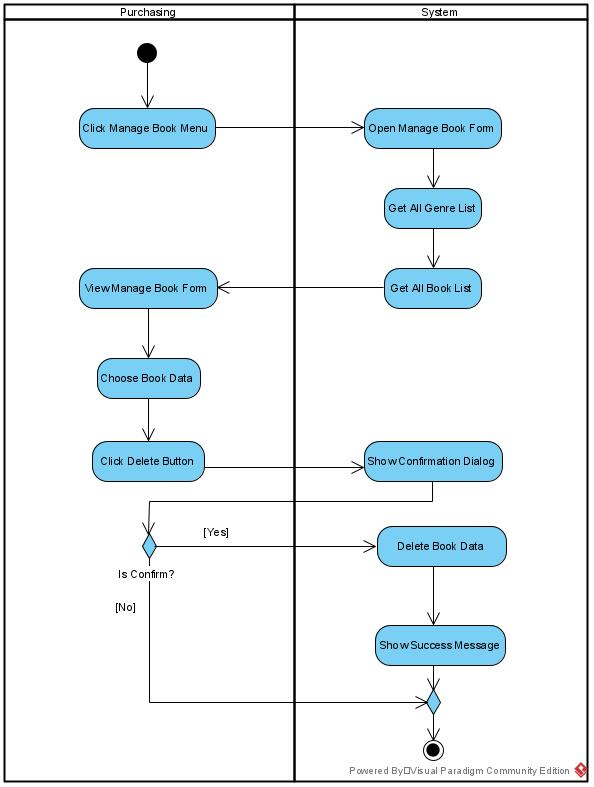 Purchasing
System
Click Manage Book Menu
Open Manage Book Form
Get All Genre List
View Manage Book Form
Get All Book List
Choose Book Data
Click Delete Button
Show Confirmation Dialog
[Yes]
Delete Book Data
Is Confirm?
[No]
Show Success Message
Powered By Visual Paradigm Community Edition